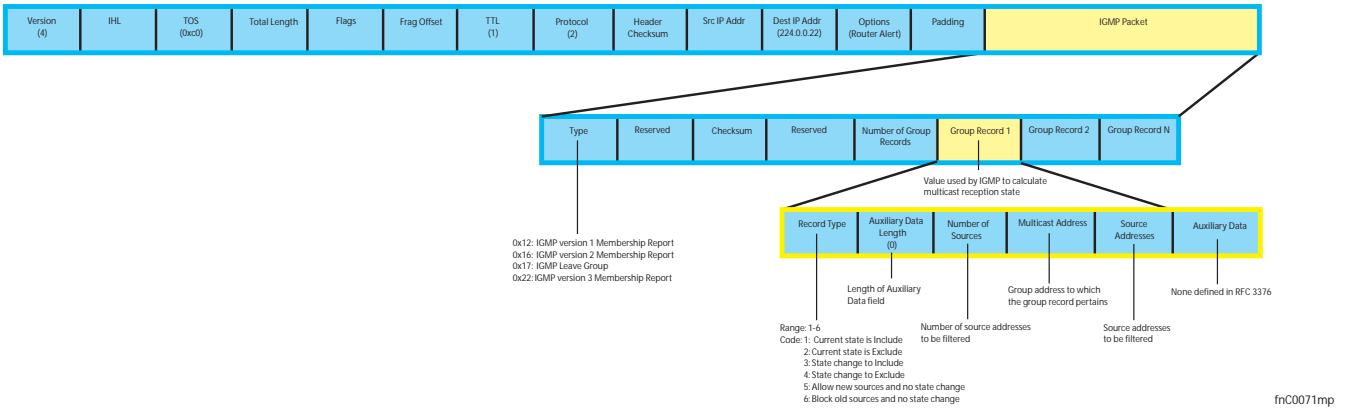 Version
(4)
IHL
TOS
(0xc0)
Total Length
Flags
Frag Offset
TTL
(1)
Protocol
(2)
Header
Checksum
Src IP Addr
Dest IP Addr
(224.0.0.22)
Options
(Router Alert)
Padding
IGMP Packet
Type
Reserved
Checksum
Reserved
Number of Group
Records
Group Record 1
Group Record 2
Group Record N
Value used by IGMP to calculate
multicast reception state
0x12: IGMP version 1 Membership Report
0x16: IGMP version 2 Membership Report
0x17: IGMP Leave Group
0x22: IGMP version 3 Membership Report
Record Type
Auxiliary Data
Length
(0)
Number of
Sources
Multicast Address
Source
Addresses
Auxiliary Data
Length of Auxiliary
Data field
Group address to which
the group record pertains
None defined in RFC 3376
Number of source addresses
to be filtered
Source addresses
to be filtered
Range: 1-6
Code: 1: Current state is Include
2: Current state is Exclude
3: State change to Include
4: State change to Exclude
5: Allow new sources and no state change
6: Block old sources and no state change
fnC0071mp